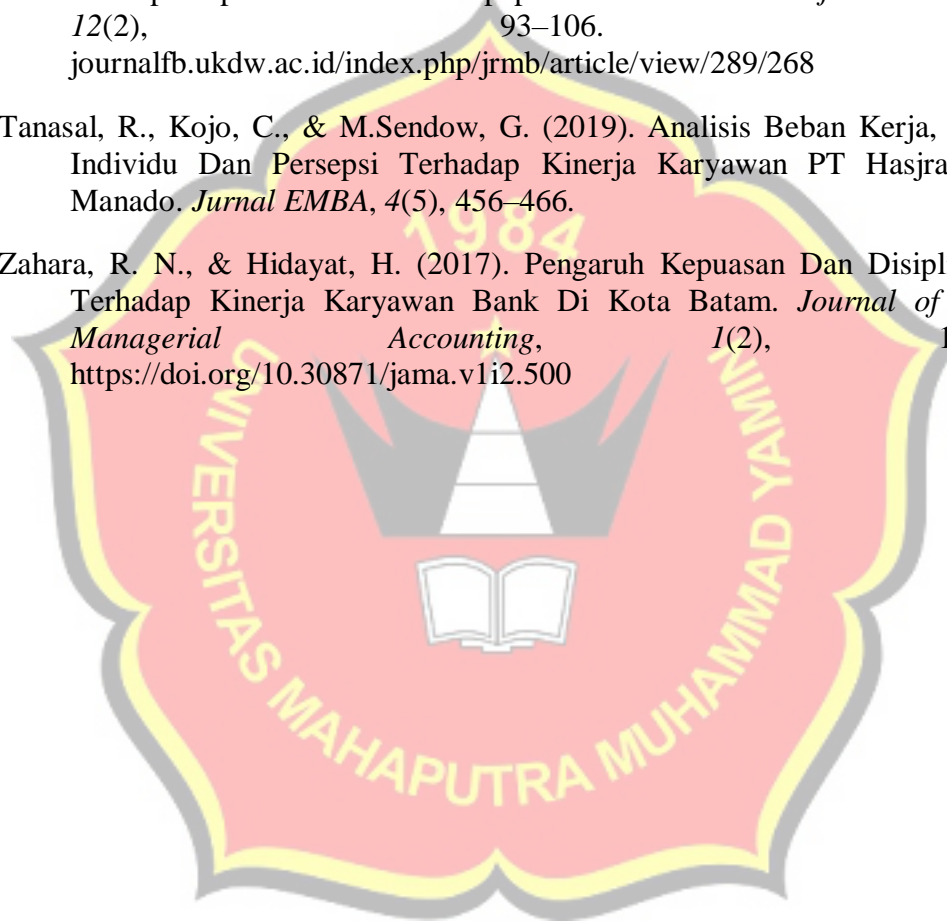 12(2), 93–106.
journalfb.ukdw.ac.id/index.php/jrmb/article/view/289/268
Tanasal, R., Kojo, C., & M.Sendow, G. (2019). Analisis Beban Kerja,
Individu Dan Persepsi Terhadap Kinerja Karyawan PT Hasjra
Manado. Jurnal EMBA, 4(5), 456–466.
Zahara, R. N., & Hidayat, H. (2017). Pengaruh Kepuasan Dan Disipl
Terhadap Kinerja Karyawan Bank Di Kota Batam. Journal of
Managerial Accounting, 1(2), 1
https://doi.org/10.30871/jama.v1i2.500
1984
UNIVERSITAS MAHAPUTRA MUHAMMAD YAMIN